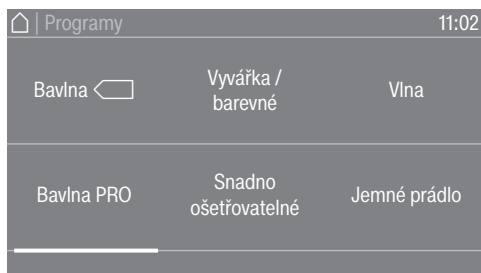 | Programy 11:02
Bavlna
Vyvářka /
barevné
Vlna
Bavlna PRO
Snadno
ošetřovatelné
Jemné prádlo